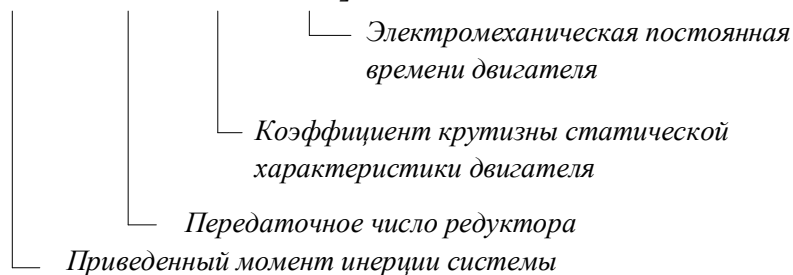 Электромеханическая постоянная
времени двигателя
Коэффициент крутизны статической
характеристики двигателя
Передаточное число редуктора
Приведенный момент инерции системы